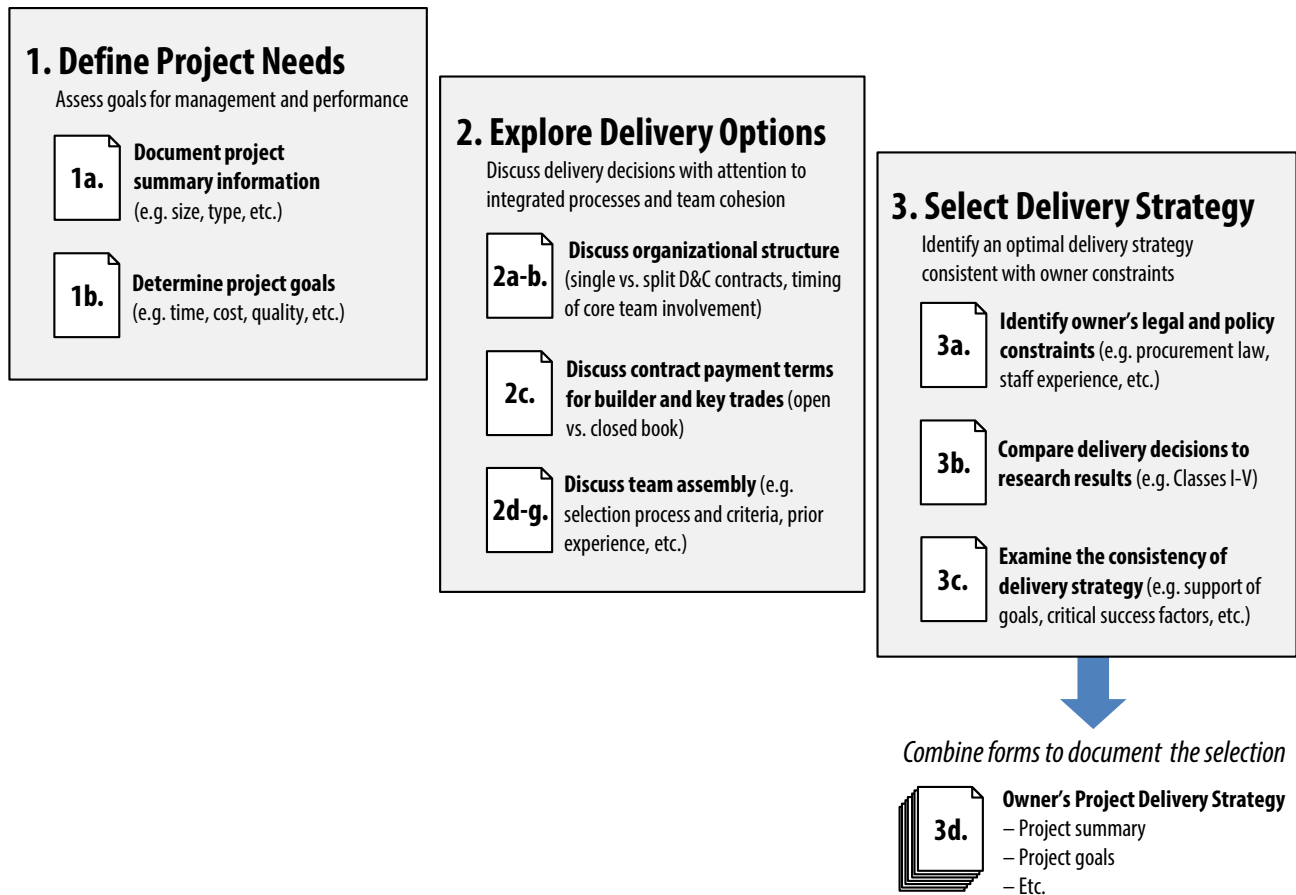 1. Define Project Needs
Assess goals for management and performance
1a.
Document project
summary information
(e.g. size, type, etc.)
1b.
Determine project goals
(e.g. time, cost, quality, etc.)
2. Explore Delivery Options
Discuss delivery decisions with attention to
integrated processes and team cohesion
2a-b.
Discuss organizational structure
(single vs. split D&C contracts, timing
of core team involvement)
2c.
Discuss contract payment terms
for builder and key trades (open
vs. closed book)
2d-g.
Discuss team assembly (e.g.
selection process and criteria, prior
experience, etc.)
3. Select Delivery Strategy
Identify an optimal delivery strategy
consistent with owner constraints
3a.
Identify owner's legal and policy
constraints (e.g. procurement law,
staff experience, etc.)
3b.
Compare delivery decisions to
research results (e.g. Classes I-V)
3c.
Examine the consistency of
delivery strategy (e.g. support of
goals, critical success factors, etc.)
Combine forms to document the selection
3d.
Owner's Project Delivery Strategy
– Project summary
– Project goals
– Etc.